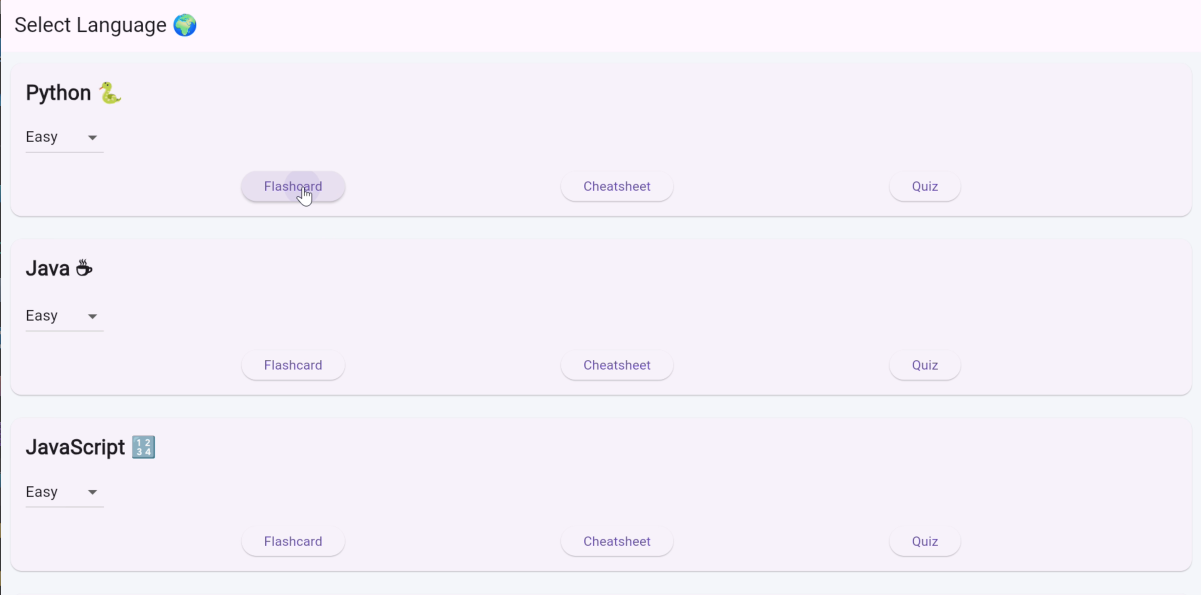 Select Language 🌍
Python 🐍
Easy
Flashcard Cheatsheet Quiz
Java ☕
Easy
Flashcard Cheatsheet Quiz
JavaScript 🔢
Easy
Flashcard Cheatsheet Quiz